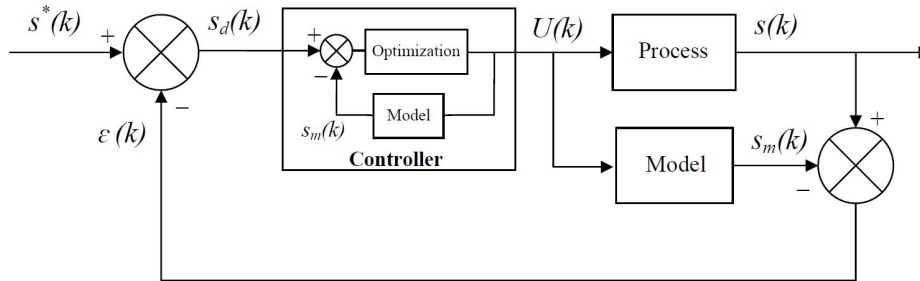 s*(k)
+
−
s_d(k)
ε (k)
+
−
Optimization
Model
s_m(k)
Controller
U(k)
Process
s(k)
Model
s_m(k)
+
−